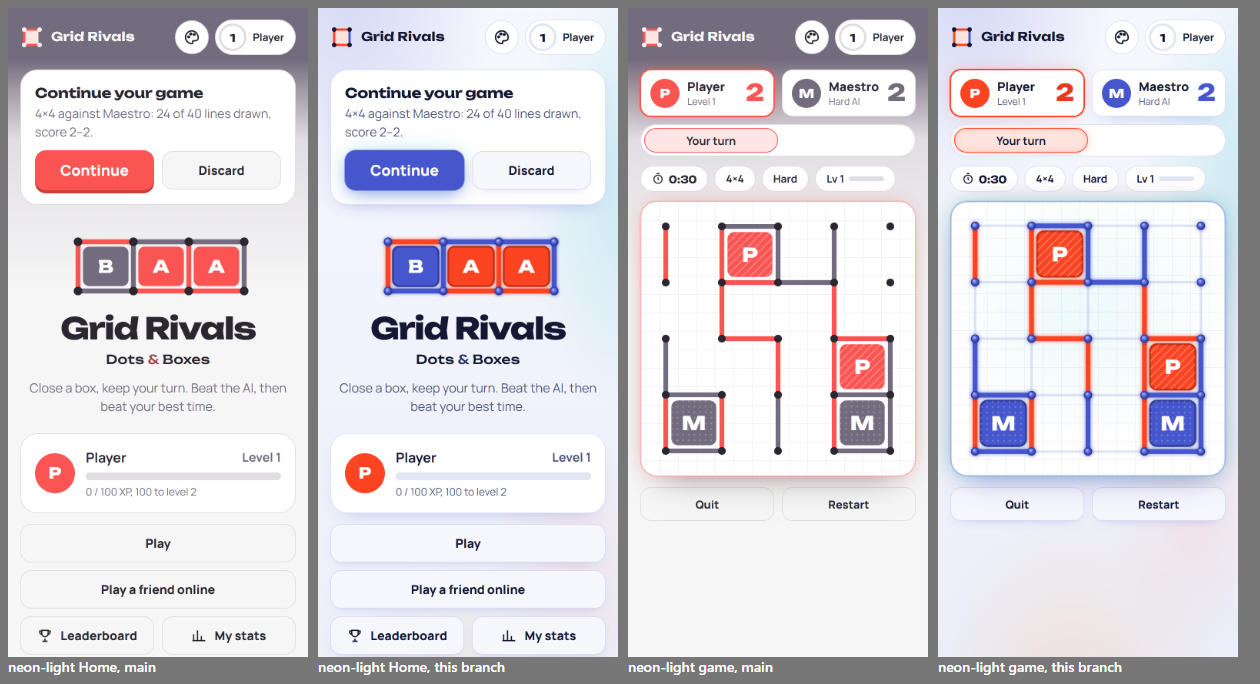 Grid Rivals
1 Player
Continue your game
4×4 against Maestro: 24 of 40 lines drawn,
score 2–2.
Continue
Discard
B A A
Grid Rivals
Dots & Boxes
Close a box, keep your turn. Beat the AI, then
beat your best time.
P
Player
Level 1
0 / 100 XP, 100 to level 2
Play
Play a friend online
Leaderboard
My stats
neon-light Home, main
Grid Rivals
1 Player
Continue your game
4×4 against Maestro: 24 of 40 lines drawn,
score 2–2.
Continue
Discard
B A A
Grid Rivals
Dots & Boxes
Close a box, keep your turn. Beat the AI, then
beat your best time.
P
Player
Level 1
0 / 100 XP, 100 to level 2
Play
Play a friend online
Leaderboard
My stats
neon-light Home, this branch
Grid Rivals
1 Player
P
Player
Level 1
2
M
Maestro
Hard AI
2
Your turn
0:30
4×4
Hard
Lv 1
P
P
M
M
Quit
Restart
neon-light game, main
Grid Rivals
1 Player
P
Player
Level 1
2
M
Maestro
Hard AI
2
Your turn
0:30
4×4
Hard
Lv 1
P
P
M
M
Quit
Restart
neon-light game, this branch